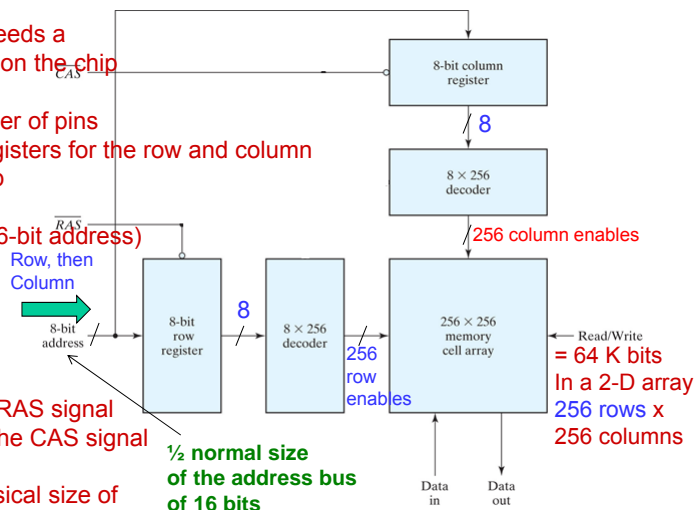 eeds a
on the chip
CAS
8-bit column
register
er of pins
8
gisters for the row and column
8 × 256
decoder
RAS
6-bit address)
256 column enables
Row, then
Column
8-bit
address
8-bit
row
register
8
8 × 256
decoder
256
row
enables
256 × 256
memory
cell array
Read/Write
= 64 K bits
In a 2-D array
256 rows x
256 columns
RAS signal
he CAS signal
½ normal size
of the address bus
of 16 bits
sical size of
Data
in
Data
out